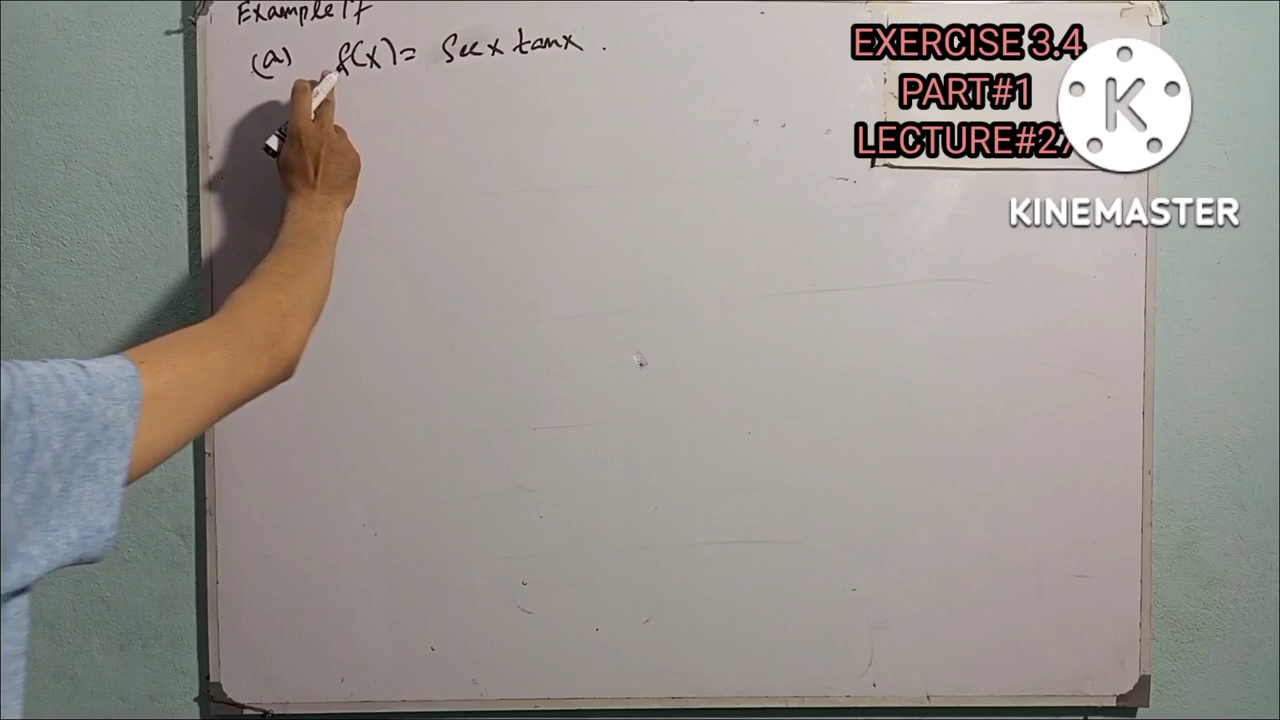 Example 17
(a) f(x) = Secx tanx .
EXERCISE 3.4
PART#1
LECTURE#27
K
KINEMASTER